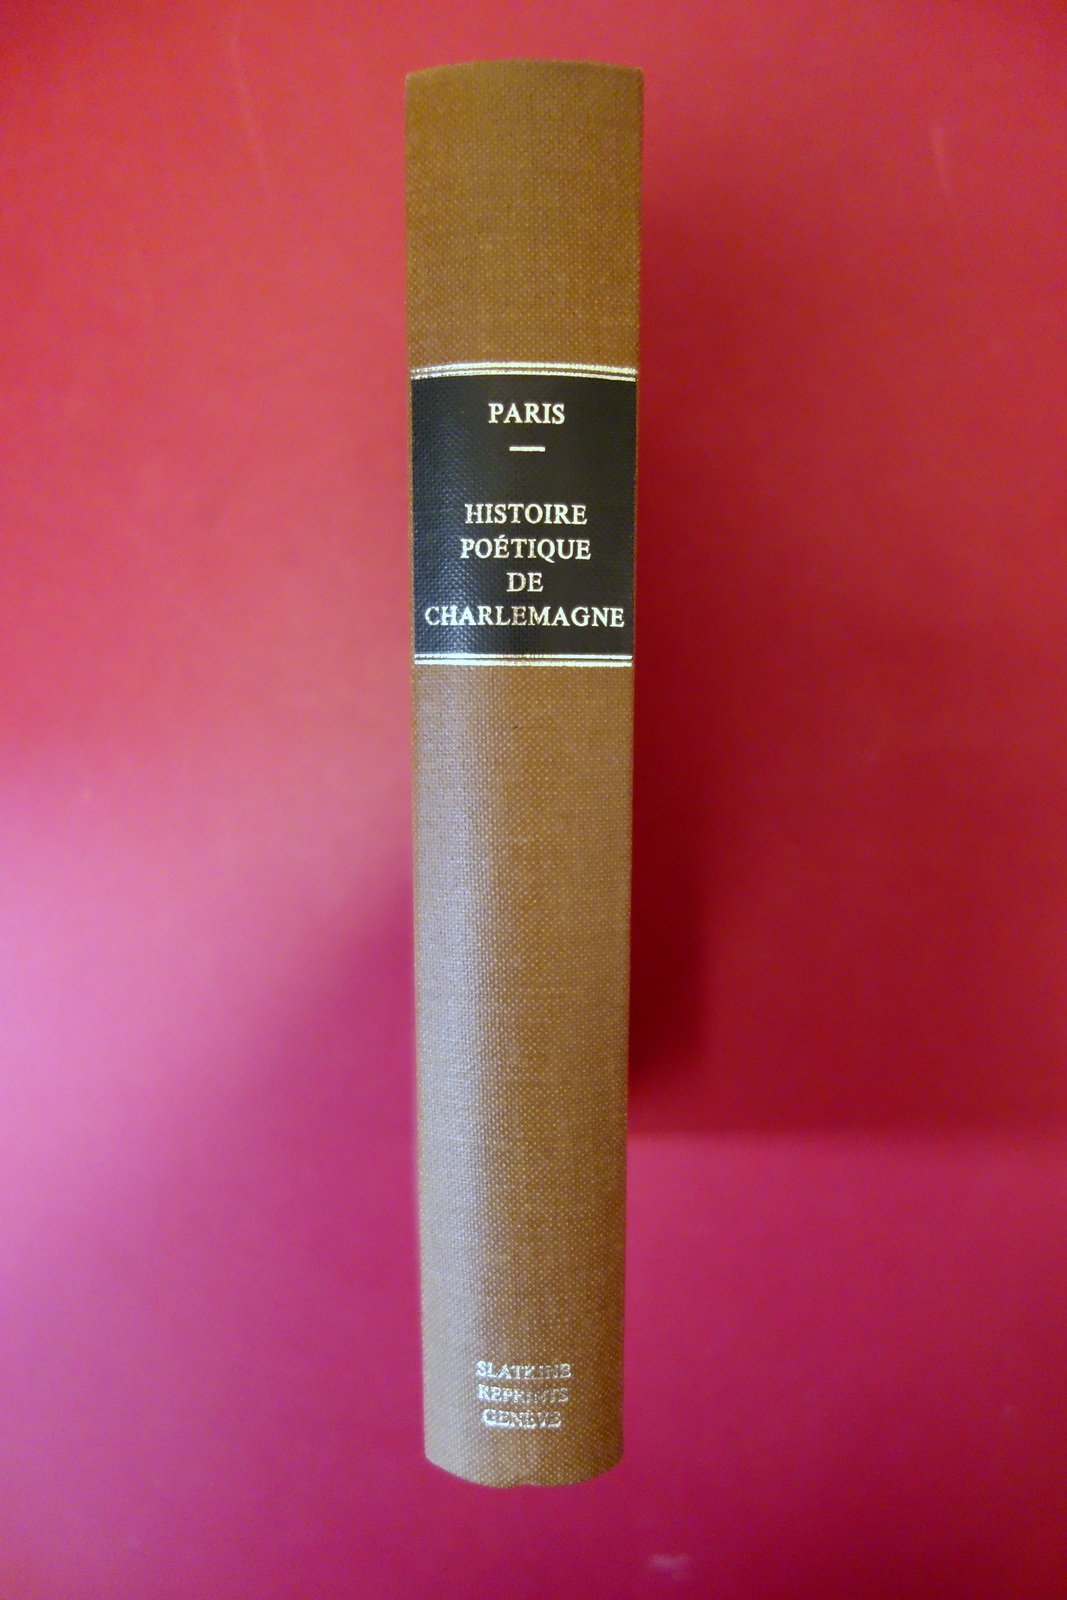 PARIS
HISTOIRE
POÉTIQUE
DE
CHARLEMAGNE
SLATKINE
REPRINTS
GENÈVE